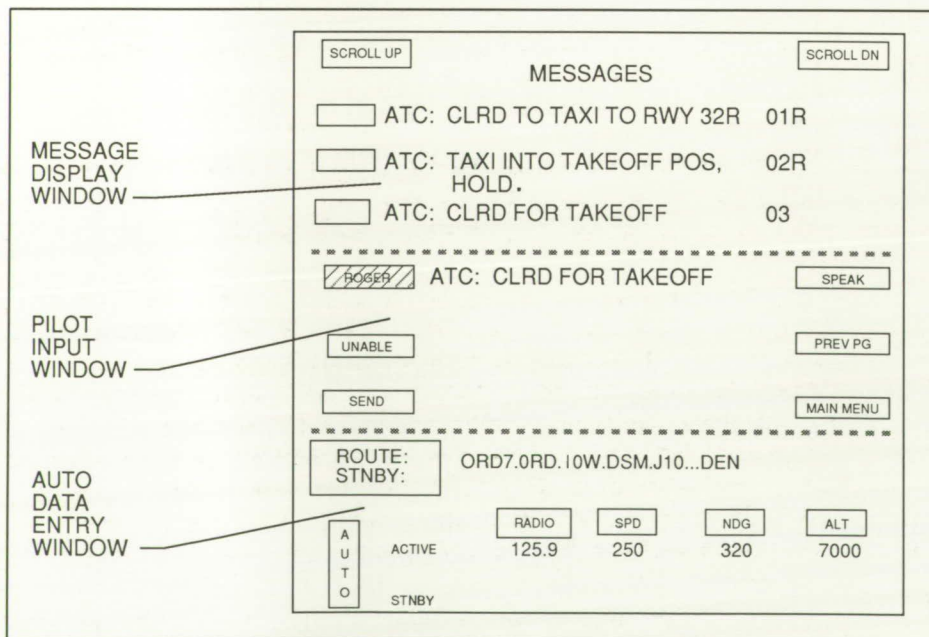 SCROLL UP
SCROLL DN
MESSAGES
ATC: CLRD TO TAXI TO RWY 32R 01R
MESSAGE
DISPLAY
WINDOW
ATC: TAXI INTO TAKEOFF POS, 02R
HOLD.
ATC: CLRD FOR TAKEOFF 03
ROGER ATC: CLRD FOR TAKEOFF SPEAK
PILOT
INPUT
WINDOW
UNABLE PREV PG
SEND MAIN MENU
AUTO
DATA
ENTRY
WINDOW
ROUTE: ORD7.0RD.I0W.DSM.J10...DEN
STNBY:
RADIO SPD NDG ALT
AUTO ACTIVE 125.9 250 320 7000
STNBY